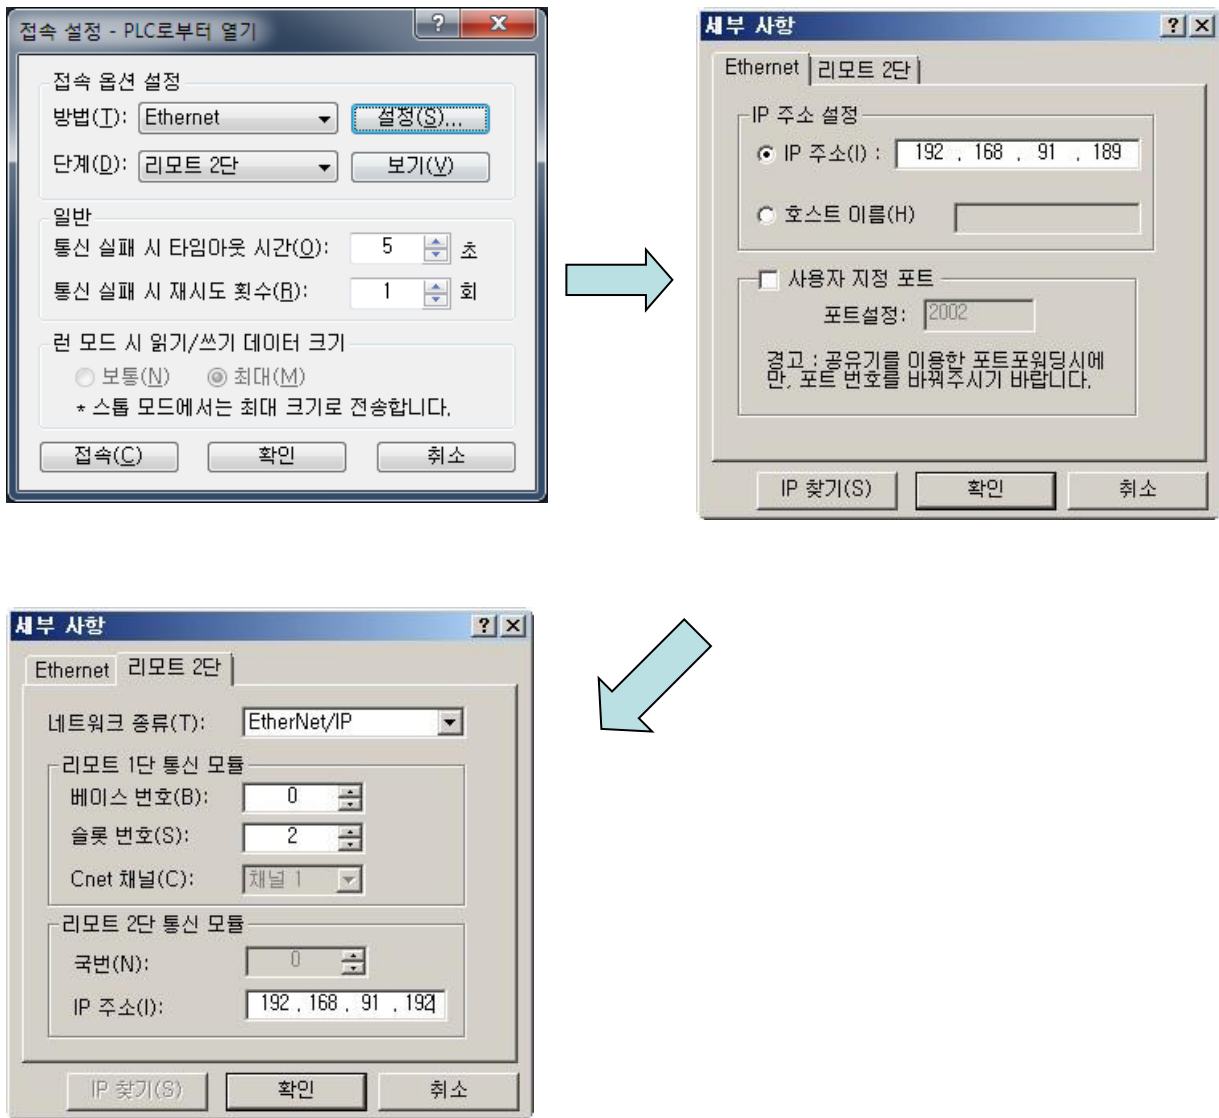 접속 설정 - PLC로부터 열기
접속 옵션 설정
방법(T): Ethernet 설정(S)...
단계(D): 리모트 2단 보기(V)
일반
통신 실패 시 타임아웃 시간(O): 5 초
통신 실패 시 재시도 횟수(R): 1 회
런 모드 시 읽기/쓰기 데이터 크기
보통(N) 최대(M)
* 스톱 모드에서는 최대 크기로 전송합니다.
접속(C) 확인 취소
세부 사항
Ethernet 리모트 2단
IP 주소 설정
IP 주소(I) : 192 . 168 . 91 . 189
호스트 이름(H)
사용자 지정 포트
포트설정: 2002
경고 : 공유기를 이용한 포트포워딩시에
만, 포트 번호를 바꿔주시기 바랍니다.
IP 찾기(S) 확인 취소
세부 사항
Ethernet 리모트 2단
네트워크 종류(T): EtherNet/IP
리모트 1단 통신 모듈
베이스 번호(B): 0
슬롯 번호(S): 2
Cnet 채널(C): 채널 1
리모트 2단 통신 모듈
국번(N): 0
IP 주소(I): 192 . 168 . 91 . 192
IP 찾기(S) 확인 취소